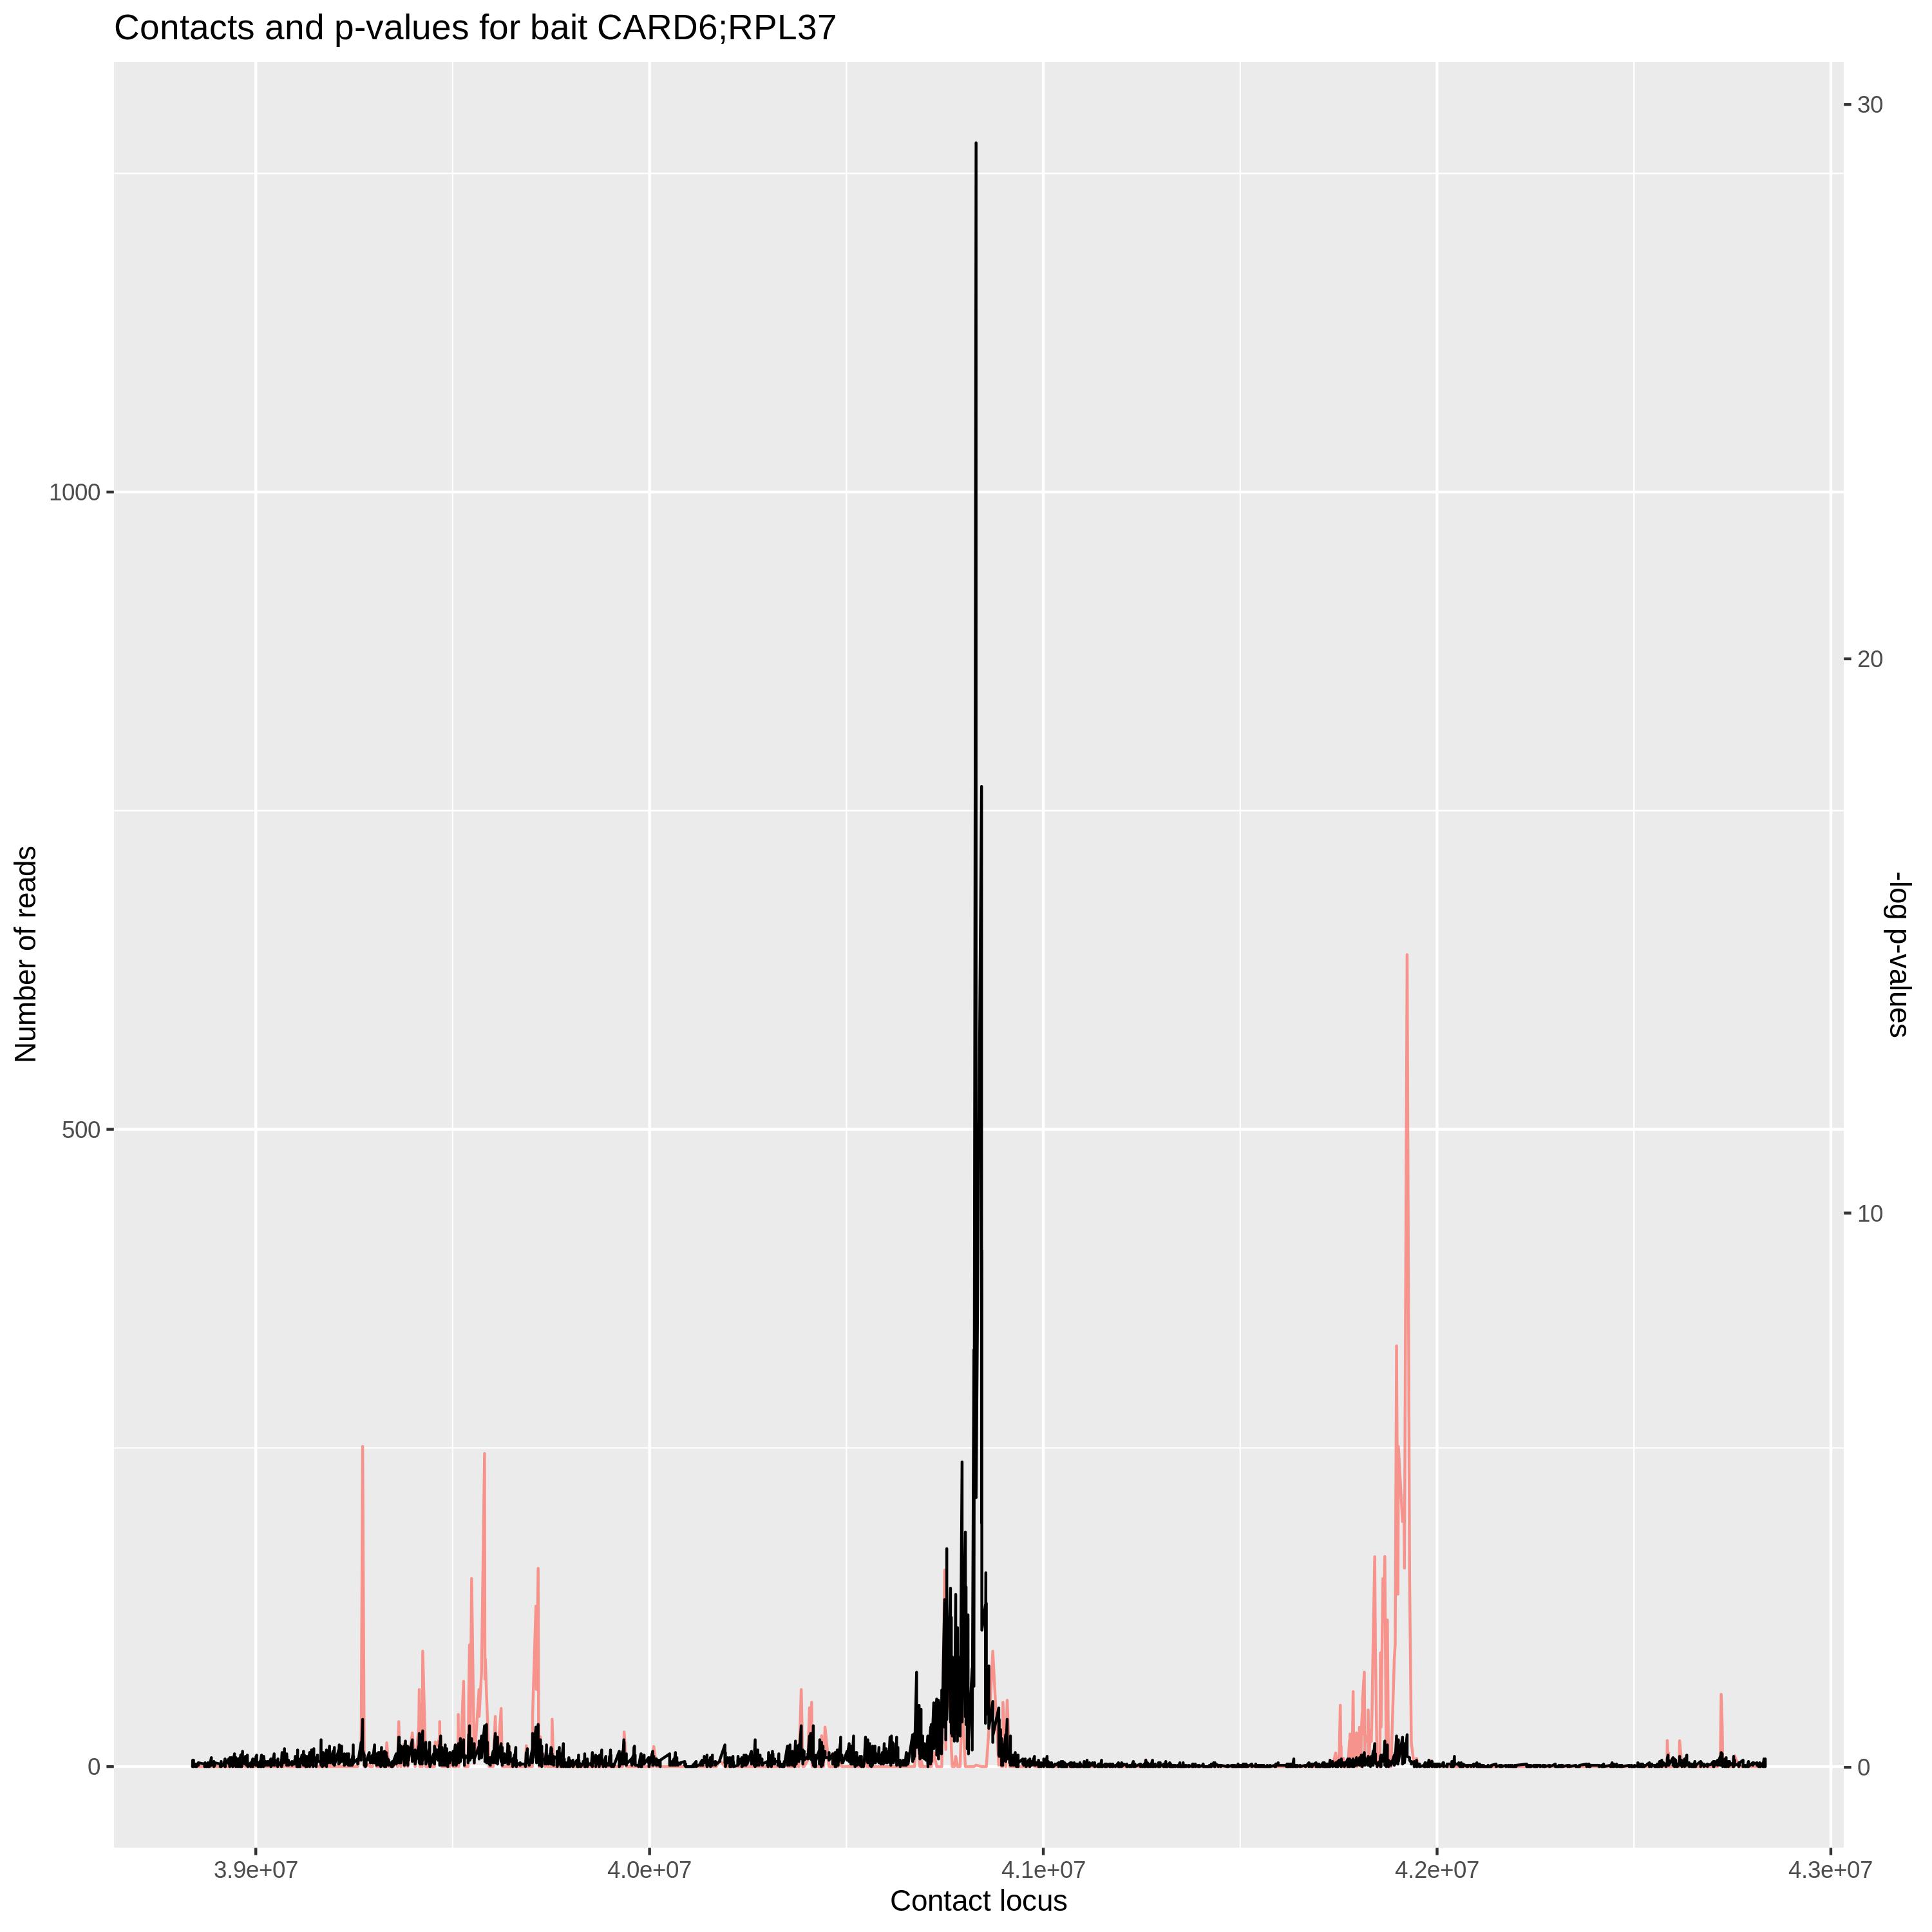 Contacts and p-values for bait CARD6;RPL37
30
1000
20
Number of reads
-log p-values
500
10
0
0
3.9e+07
4.0e+07
4.1e+07
4.2e+07
4.3e+07
Contact locus